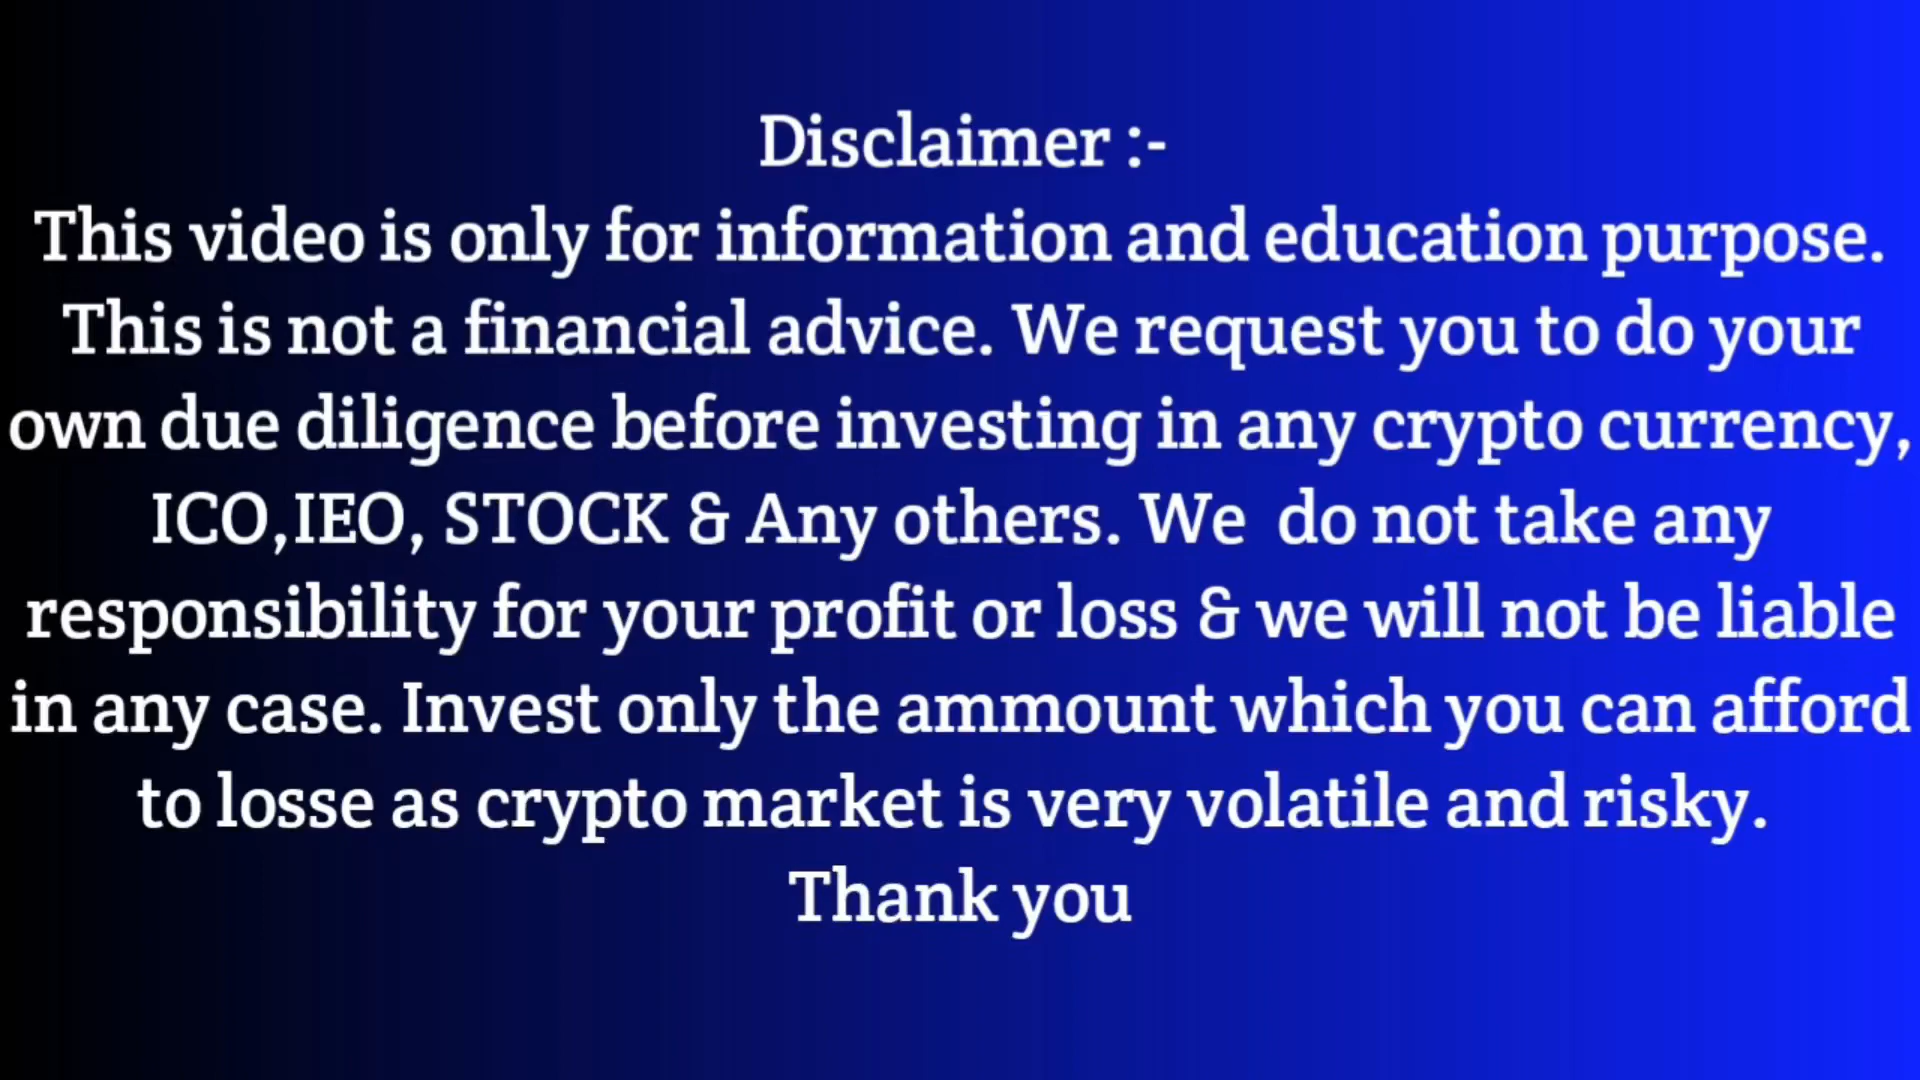 Disclaimer :-
This video is only for information and education purpose.
This is not a financial advice. We request you to do your
own due diligence before investing in any crypto currency,
ICO,IEO, STOCK & Any others. We  do not take any
responsibility for your profit or loss & we will not be liable
in any case. Invest only the ammount which you can afford
to losse as crypto market is very volatile and risky.
Thank you